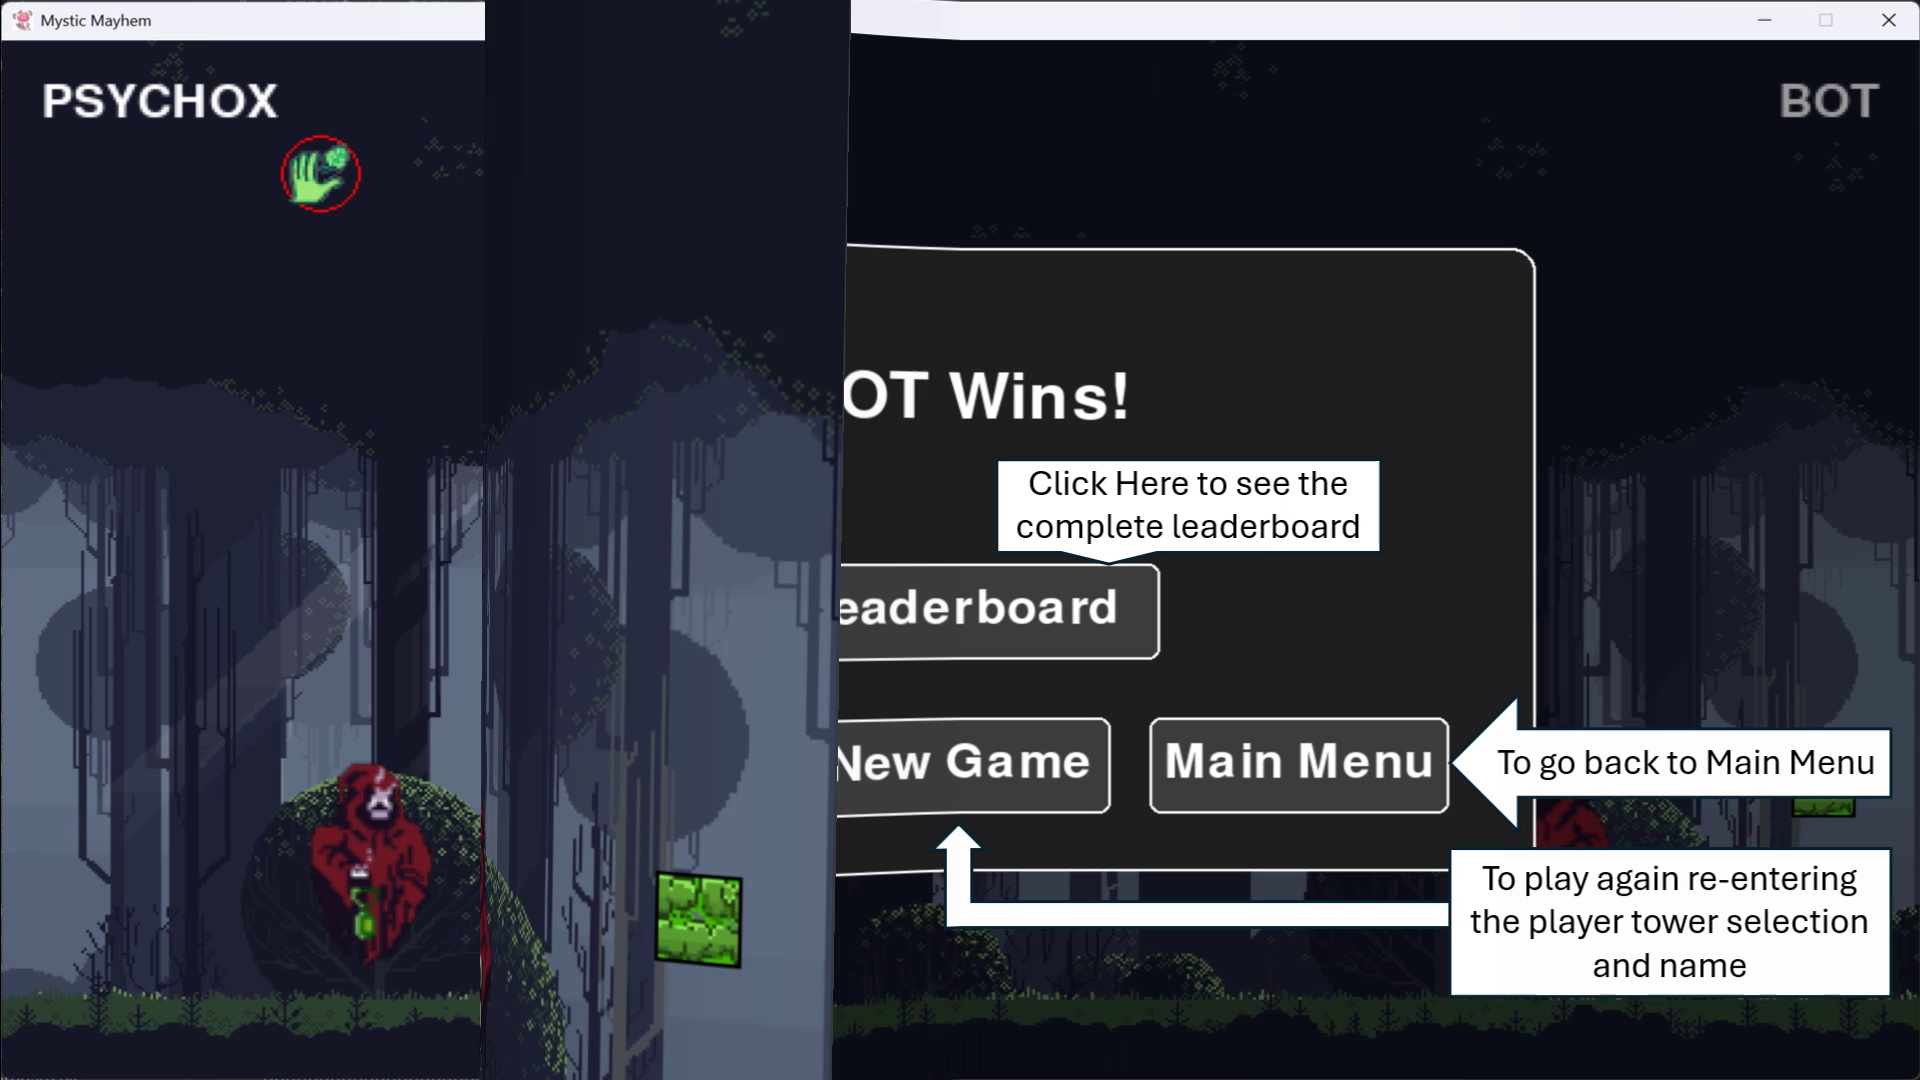 Mystic Mayhem
PSYCHOX
BOT
OT Wins!
Click Here to see the
complete leaderboard
eaderboard
New Game
Main Menu
To go back to Main Menu
To play again re-entering
the player tower selection
and name